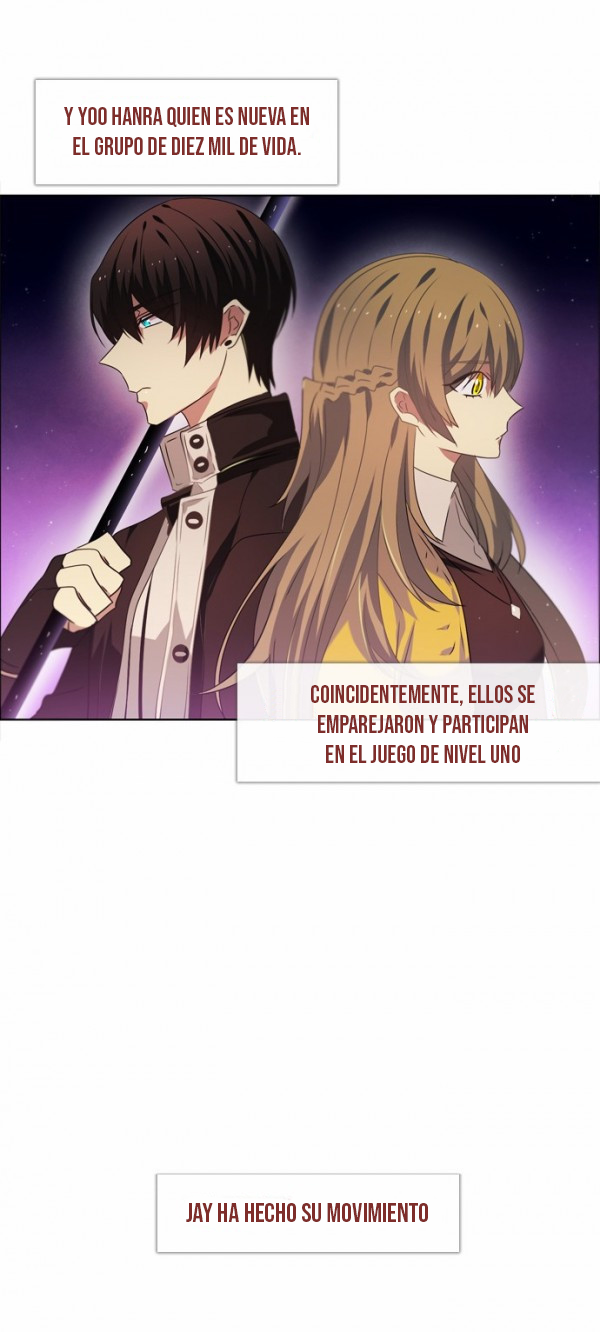 Y YOO HANRA QUIEN ES NUEVA EN
EL GRUPO DE DIEZ MIL DE VIDA.
COINCIDENTEMENTE, ELLOS SE
EMPAREJARON Y PARTICIPAN
EN EL JUEGO DE NIVEL UNO
JAY HA HECHO SU MOVIMIENTO